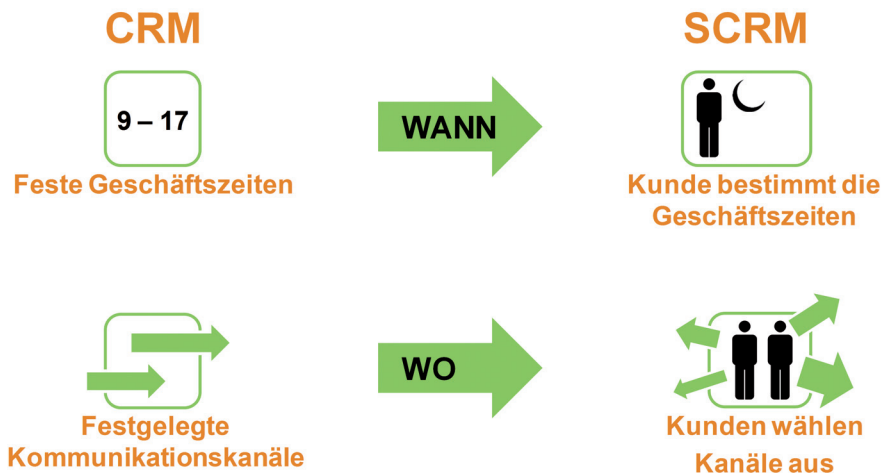 CRM
SCRM
9 – 17
WANN
Feste Geschäftszeiten
Kunde bestimmt die
Geschäftszeiten
WO
Festgelegte
Kommunikationskanäle
Kunden wählen
Kanäle aus